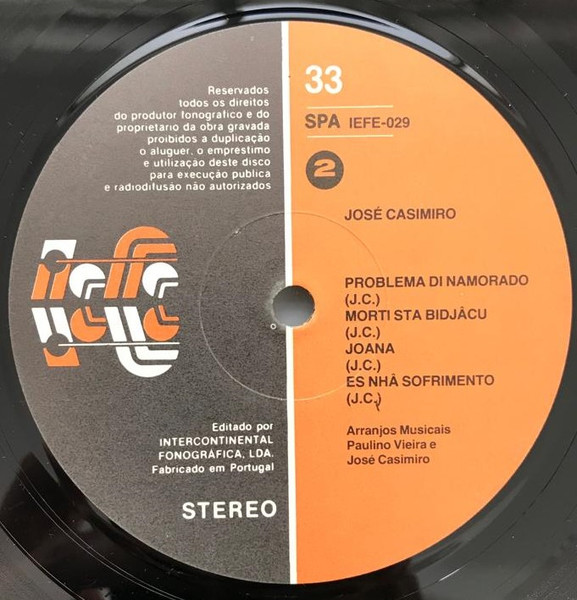 Reservados
todos os direitos
do produtor fonografico e do
proprietario da obra gravada
proibidos a duplicação
o aluguer, o emprestimo
e utilização deste disco
para execução publica
e radiodifusão não autorizados
Editado por
INTERCONTINENTAL
FONOGRÁFICA, LDA.
Fabricado em Portugal
STEREO
33
SPA IEFE-029
2
JOSÉ CASIMIRO
PROBLEMA DI NAMORADO
(J.C.)
MORTI STA BIDJÂCU
(J.C.)
JOANA
(J.C.)
ES NHÂ SOFRIMENTO
(J.C.)
Arranjos Musicais
Paulino Vieira e
José Casimiro